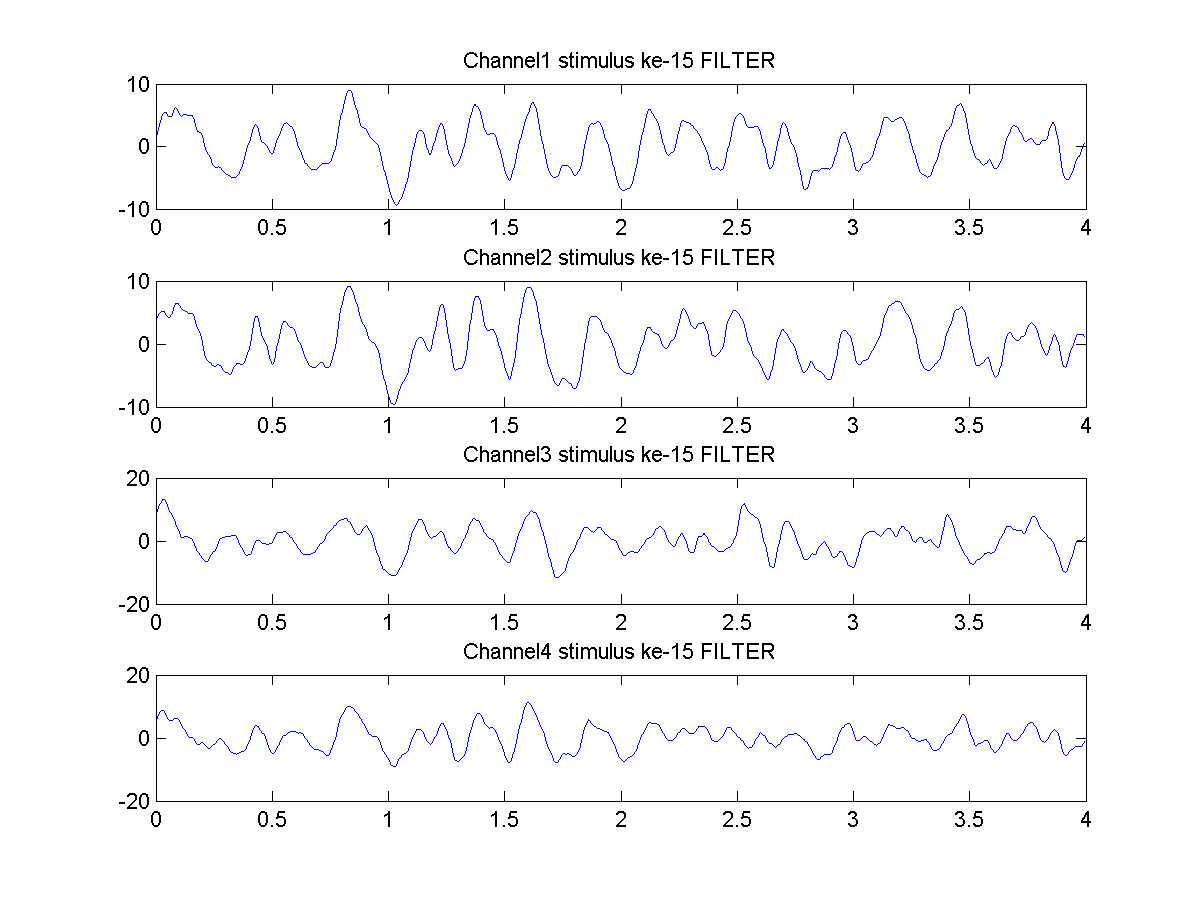 Channel1 stimulus ke-15 FILTER
10
0
-10
0 0.5 1 1.5 2 2.5 3 3.5 4
Channel2 stimulus ke-15 FILTER
10
0
-10
0 0.5 1 1.5 2 2.5 3 3.5 4
Channel3 stimulus ke-15 FILTER
20
0
-20
0 0.5 1 1.5 2 2.5 3 3.5 4
Channel4 stimulus ke-15 FILTER
20
0
-20
0 0.5 1 1.5 2 2.5 3 3.5 4